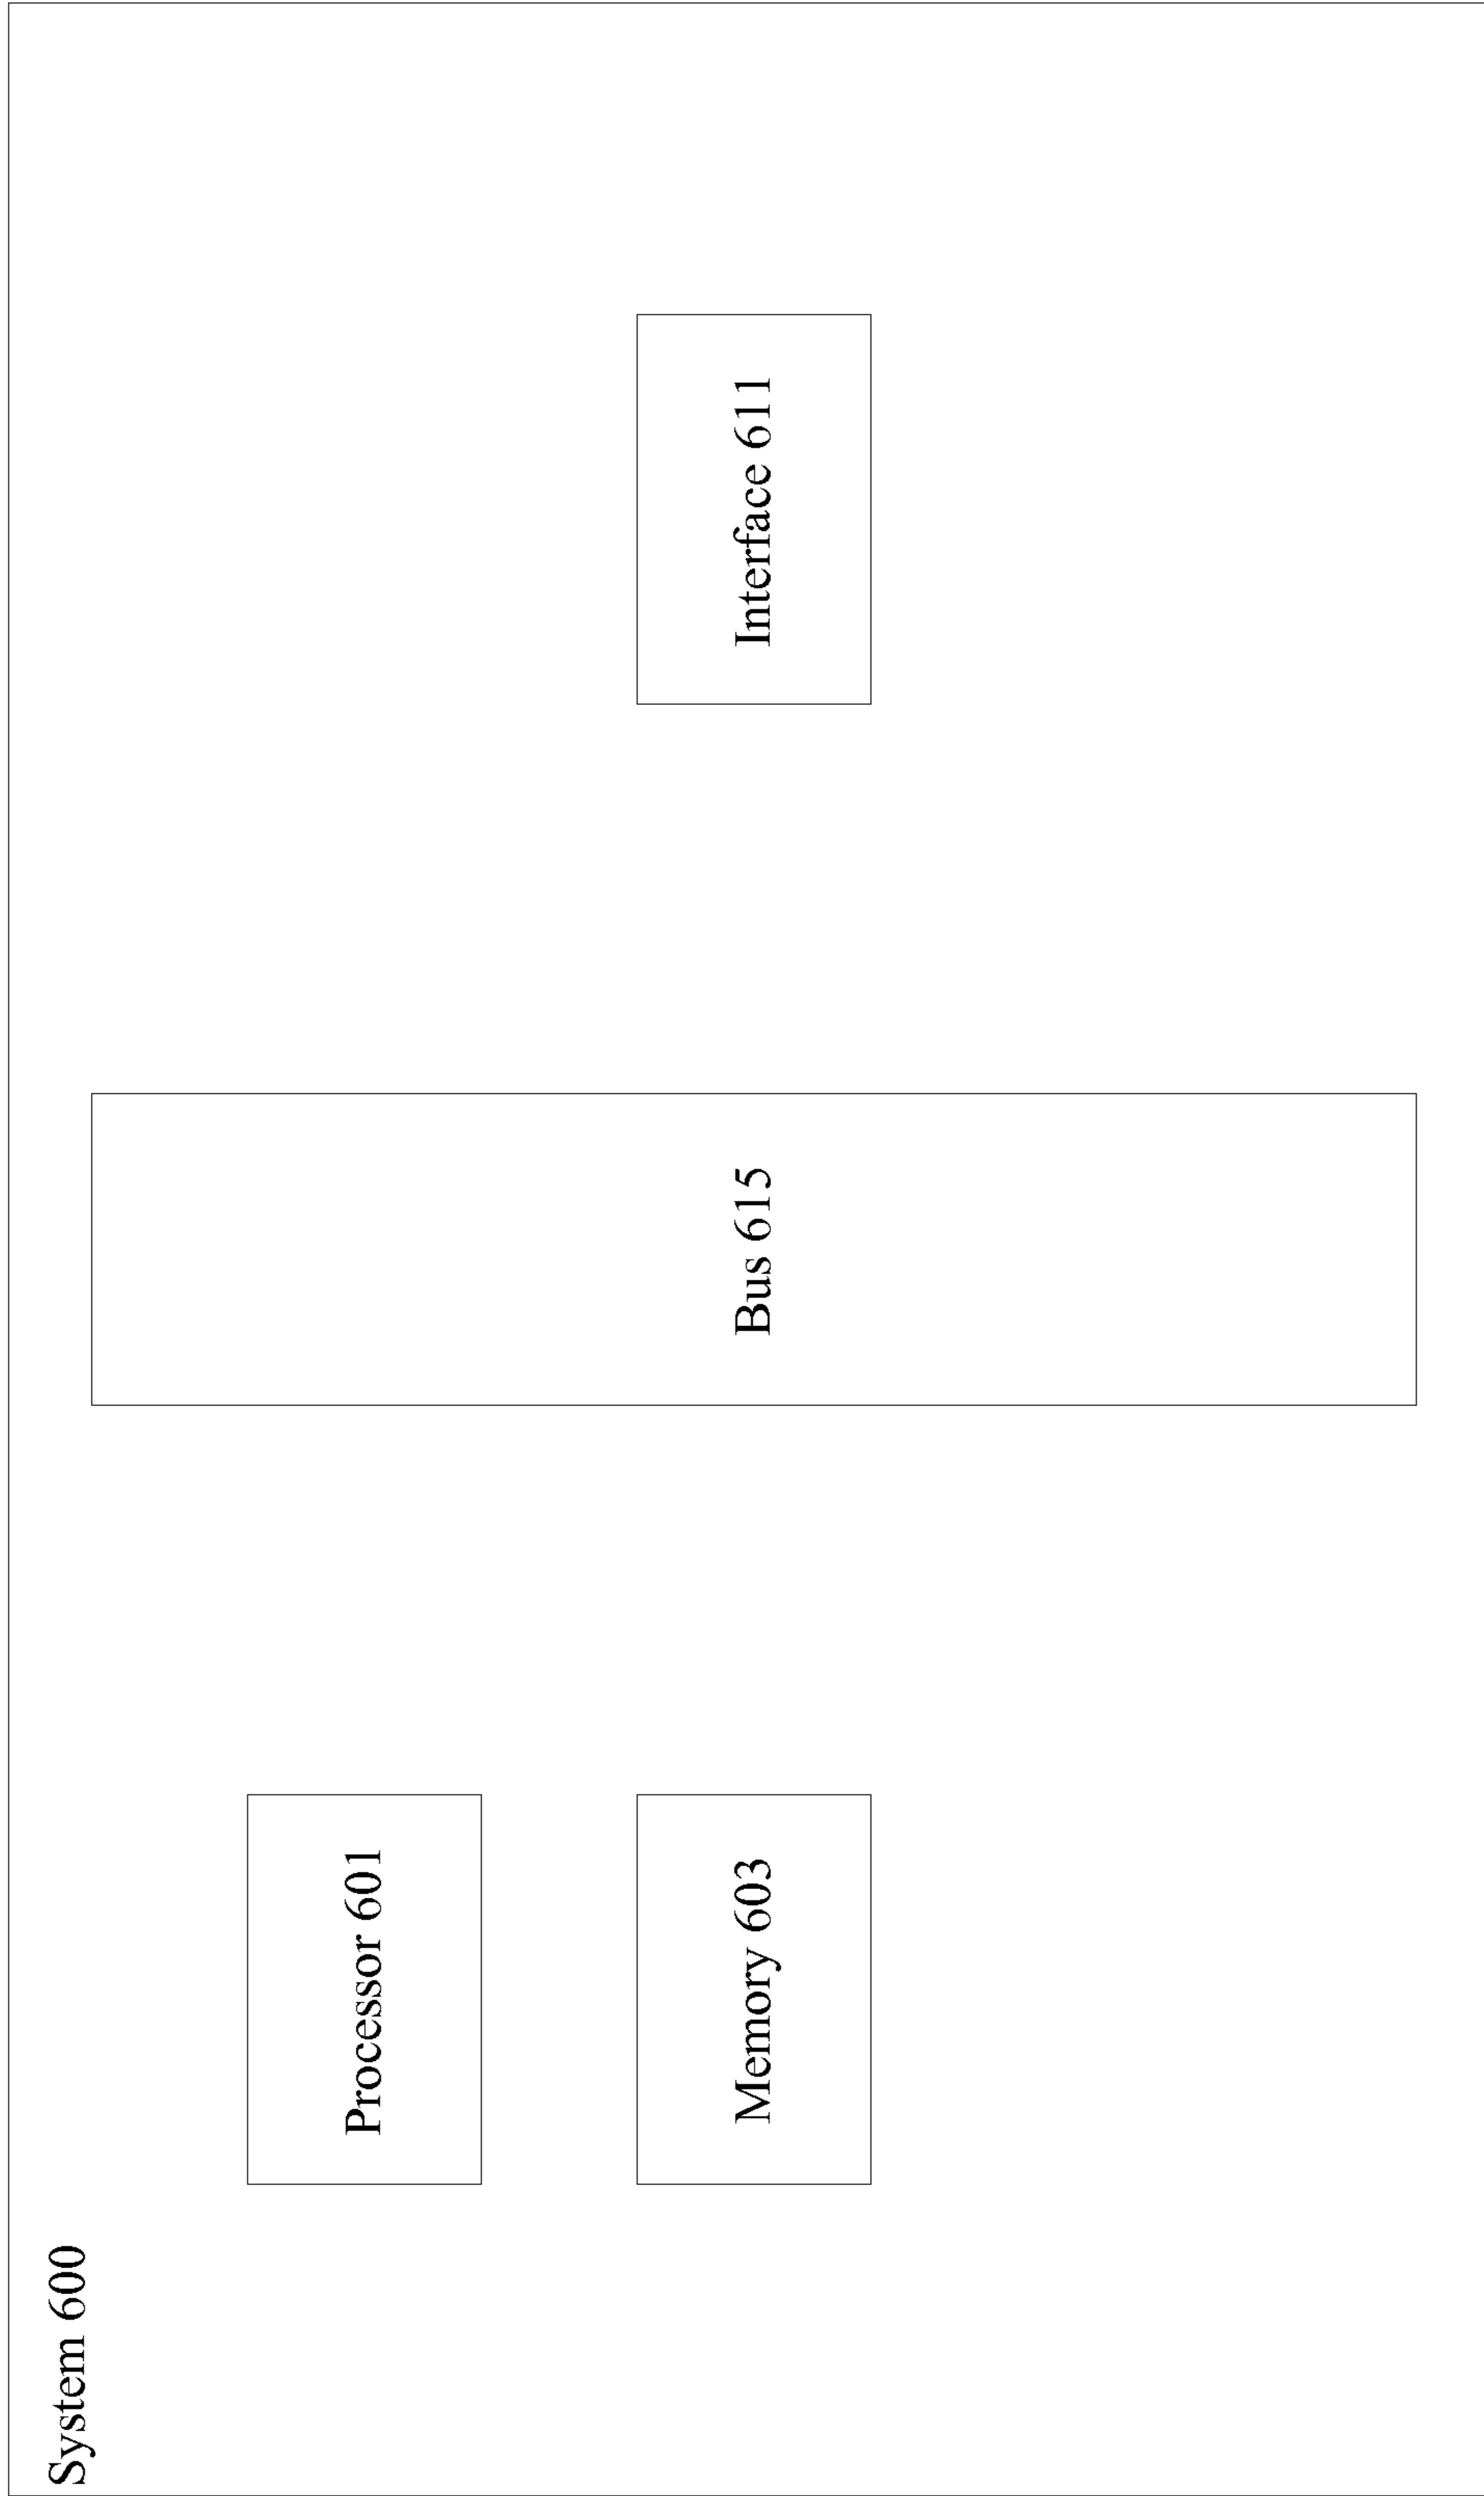 System 600
Processor 601
Memory 603
Bus 615
Interface 611